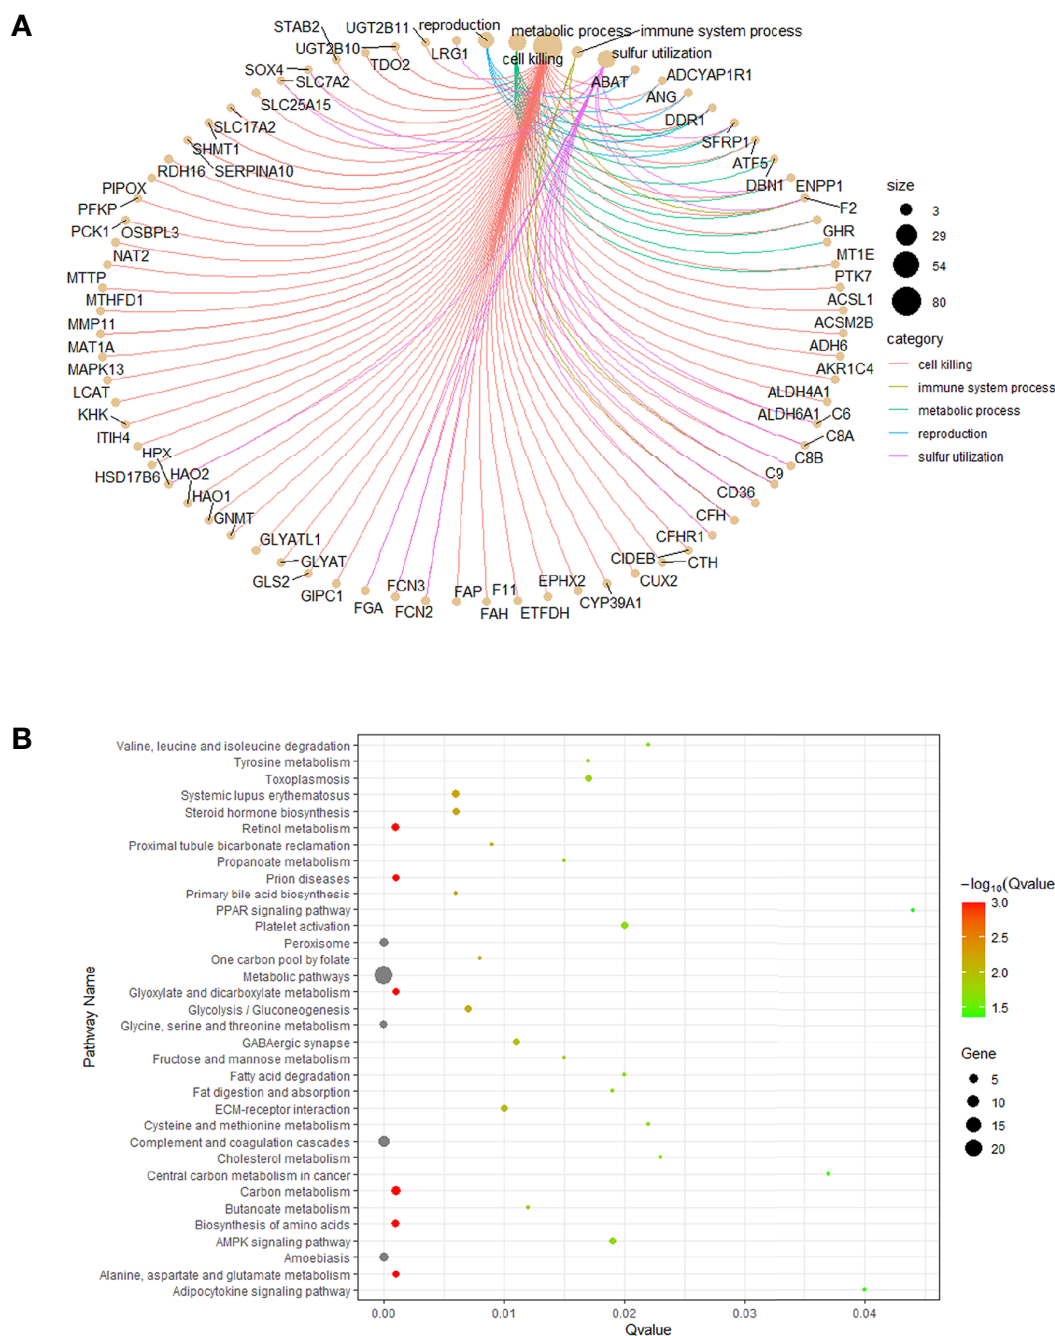 A
STAB2
UGT2B11
reproduction
metabolic process
immune system process
UGT2B10
LRG1
cell killing
sulfur utilization
TDO2
SOX4
SLC7A2
ABAT
ADCYAP1R1
SLC25A15
ANG
SLC17A2
DDR1
SHMT1
SFRP1
RDH16
SERPINA10
ATF5
PIPOX
DBN1
ENPP1
PFKP
F2
PCK1
OSBPL3
GHR
NAT2
MT1E
MTTP
PTK7
MTHFD1
ACSL1
MMP11
ACSM2B
MAT1A
ADH6
MAPK13
AKR1C4
LCAT
ALDH4A1
KHK
ALDH6A1
C6
ITIH4
C8A
HPX
C8B
HSD17B6
HAO2
C9
HAO1
CD36
GNMT
CFH
GLYATL1
CFHR1
GLYAT
CIDEB
CTH
GLS2
CUX2
GIPC1
EPHX2
FCN3
FAP
F11
CYP39A1
FGA
FCN2
FAH
ETFDH
size
3
29
54
80
category
cell killing
immune system process
metabolic process
reproduction
sulfur utilization
B
Pathway Name
Valine, leucine and isoleucine degradation
Tyrosine metabolism
Toxoplasmosis
Systemic lupus erythematosus
Steroid hormone biosynthesis
Retinol metabolism
Proximal tubule bicarbonate reclamation
Propanoate metabolism
Prion diseases
Primary bile acid biosynthesis
PPAR signaling pathway
Platelet activation
Peroxisome
One carbon pool by folate
Metabolic pathways
Glyoxylate and dicarboxylate metabolism
Glycolysis / Gluconeogenesis
Glycine, serine and threonine metabolism
GABAergic synapse
Fructose and mannose metabolism
Fatty acid degradation
Fat digestion and absorption
ECM-receptor interaction
Cysteine and methionine metabolism
Complement and coagulation cascades
Cholesterol metabolism
Central carbon metabolism in cancer
Carbon metabolism
Butanoate metabolism
Biosynthesis of amino acids
AMPK signaling pathway
Amoebiasis
Alanine, aspartate and glutamate metabolism
Adipocytokine signaling pathway
0.00 0.01 0.02 0.03 0.04
Qvalue
−log10(Qvalue
3.0
2.5
2.0
1.5
Gene
5
10
15
20